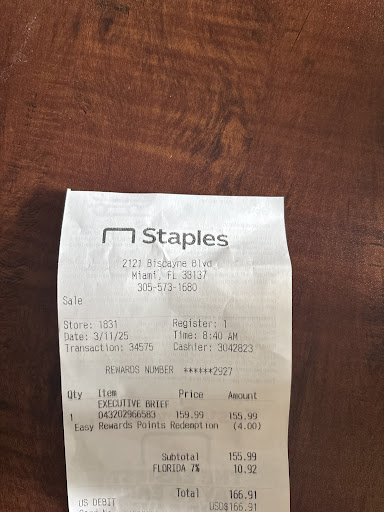 Staples
2121 Biscayne Blvd
Miami, FL 33137
305-573-1680
Sale
Store: 1831 Register: 1
Date: 3/11/25 Time: 8:40 AM
Transaction: 34575 Cashier: 3042823
REWARDS NUMBER ******2927
Qty Item Price Amount
EXECUTIVE BRIEF
1 043202966583 159.99 155.99
Easy Rewards Points Redemption (4.00)
Subtotal 155.99
FLORIDA 7% 10.92
Total 166.91
US DEBIT USD$166.91